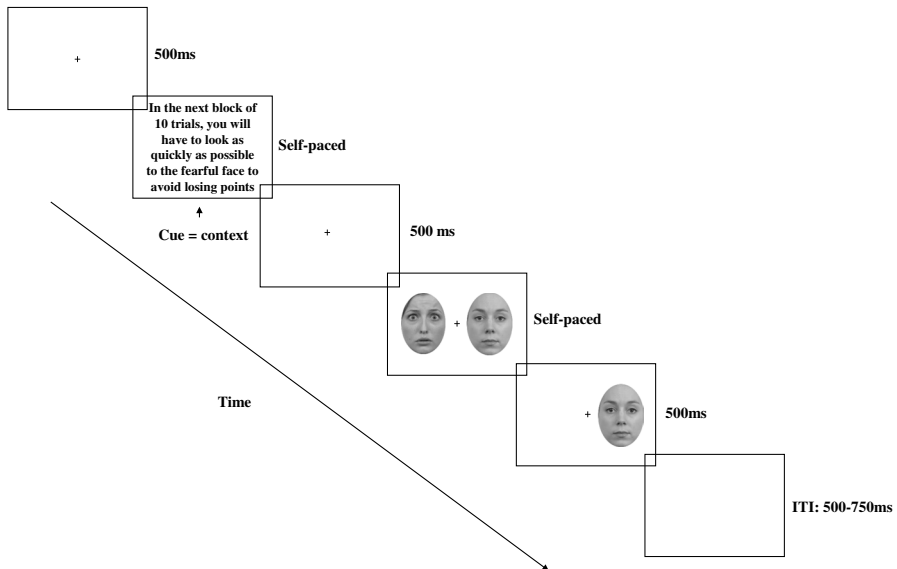 +
500ms
In the next block of
10 trials, you will
have to look as
quickly as possible
to the fearful face to
avoid losing points
Self-paced
Cue = context
+
500 ms
+
Self-paced
Time
+
500ms
ITI: 500-750ms